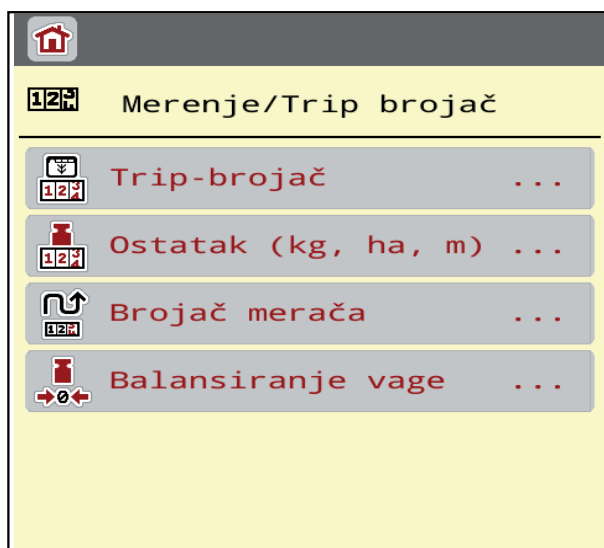 Merenje/Trip brojač
Trip-brojač ...
Ostatak (kg, ha, m) ...
Brojač merača ...
Balansiranje vage ...